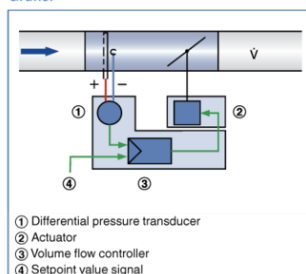 V̇
+ −
①
②
④
③
① Differential pressure transducer
② Actuator
③ Volume flow controller
④ Setpoint value signal